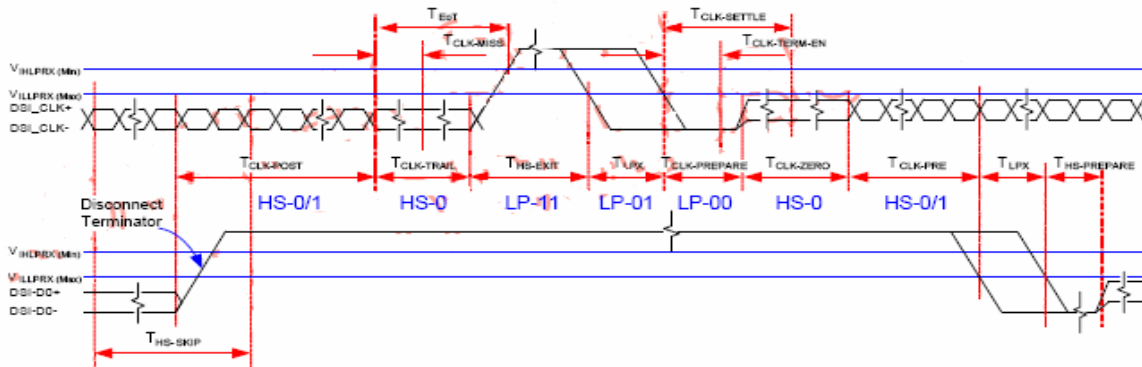 TEoT
TCLK-SETTLE
TCLK-MISS
TCLK-TERM-EN
VIHLPRX (Min)
VILLPRX (Max)
DSI_CLK+
DSI_CLK-
TCLK-POST
TCLK-TRAIL
THS-EXIT
TLPX
TCLK-PREPARE
TCLK-ZERO
TCLK-PRE
TLPX
THS-PREPARE
HS-0/1
HS-0
LP-11
LP-01
LP-00
HS-0
HS-0/1
Disconnect
Terminator
VIHLPRX (Min)
VILLPRX (Max)
DSI-D0+
DSI-D0-
THS-SKIP